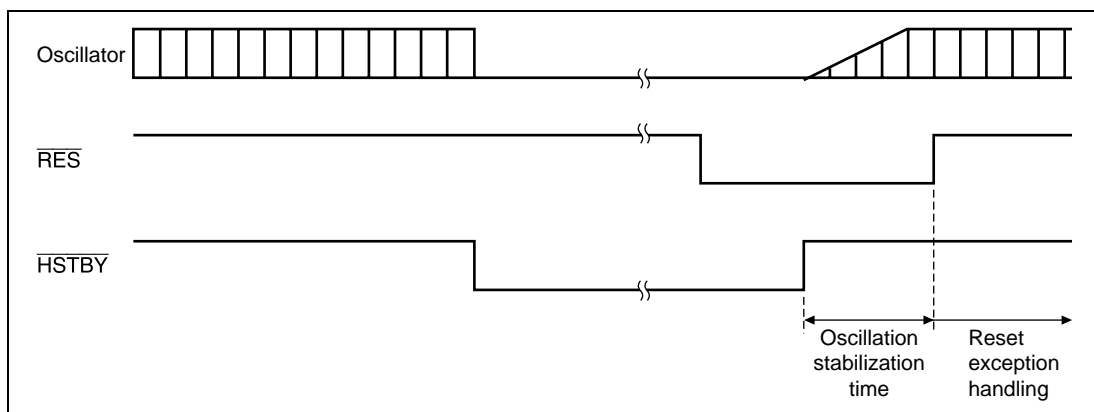 Oscillator
RES
HSTBY
Oscillation
stabilization
time
Reset
exception
handling